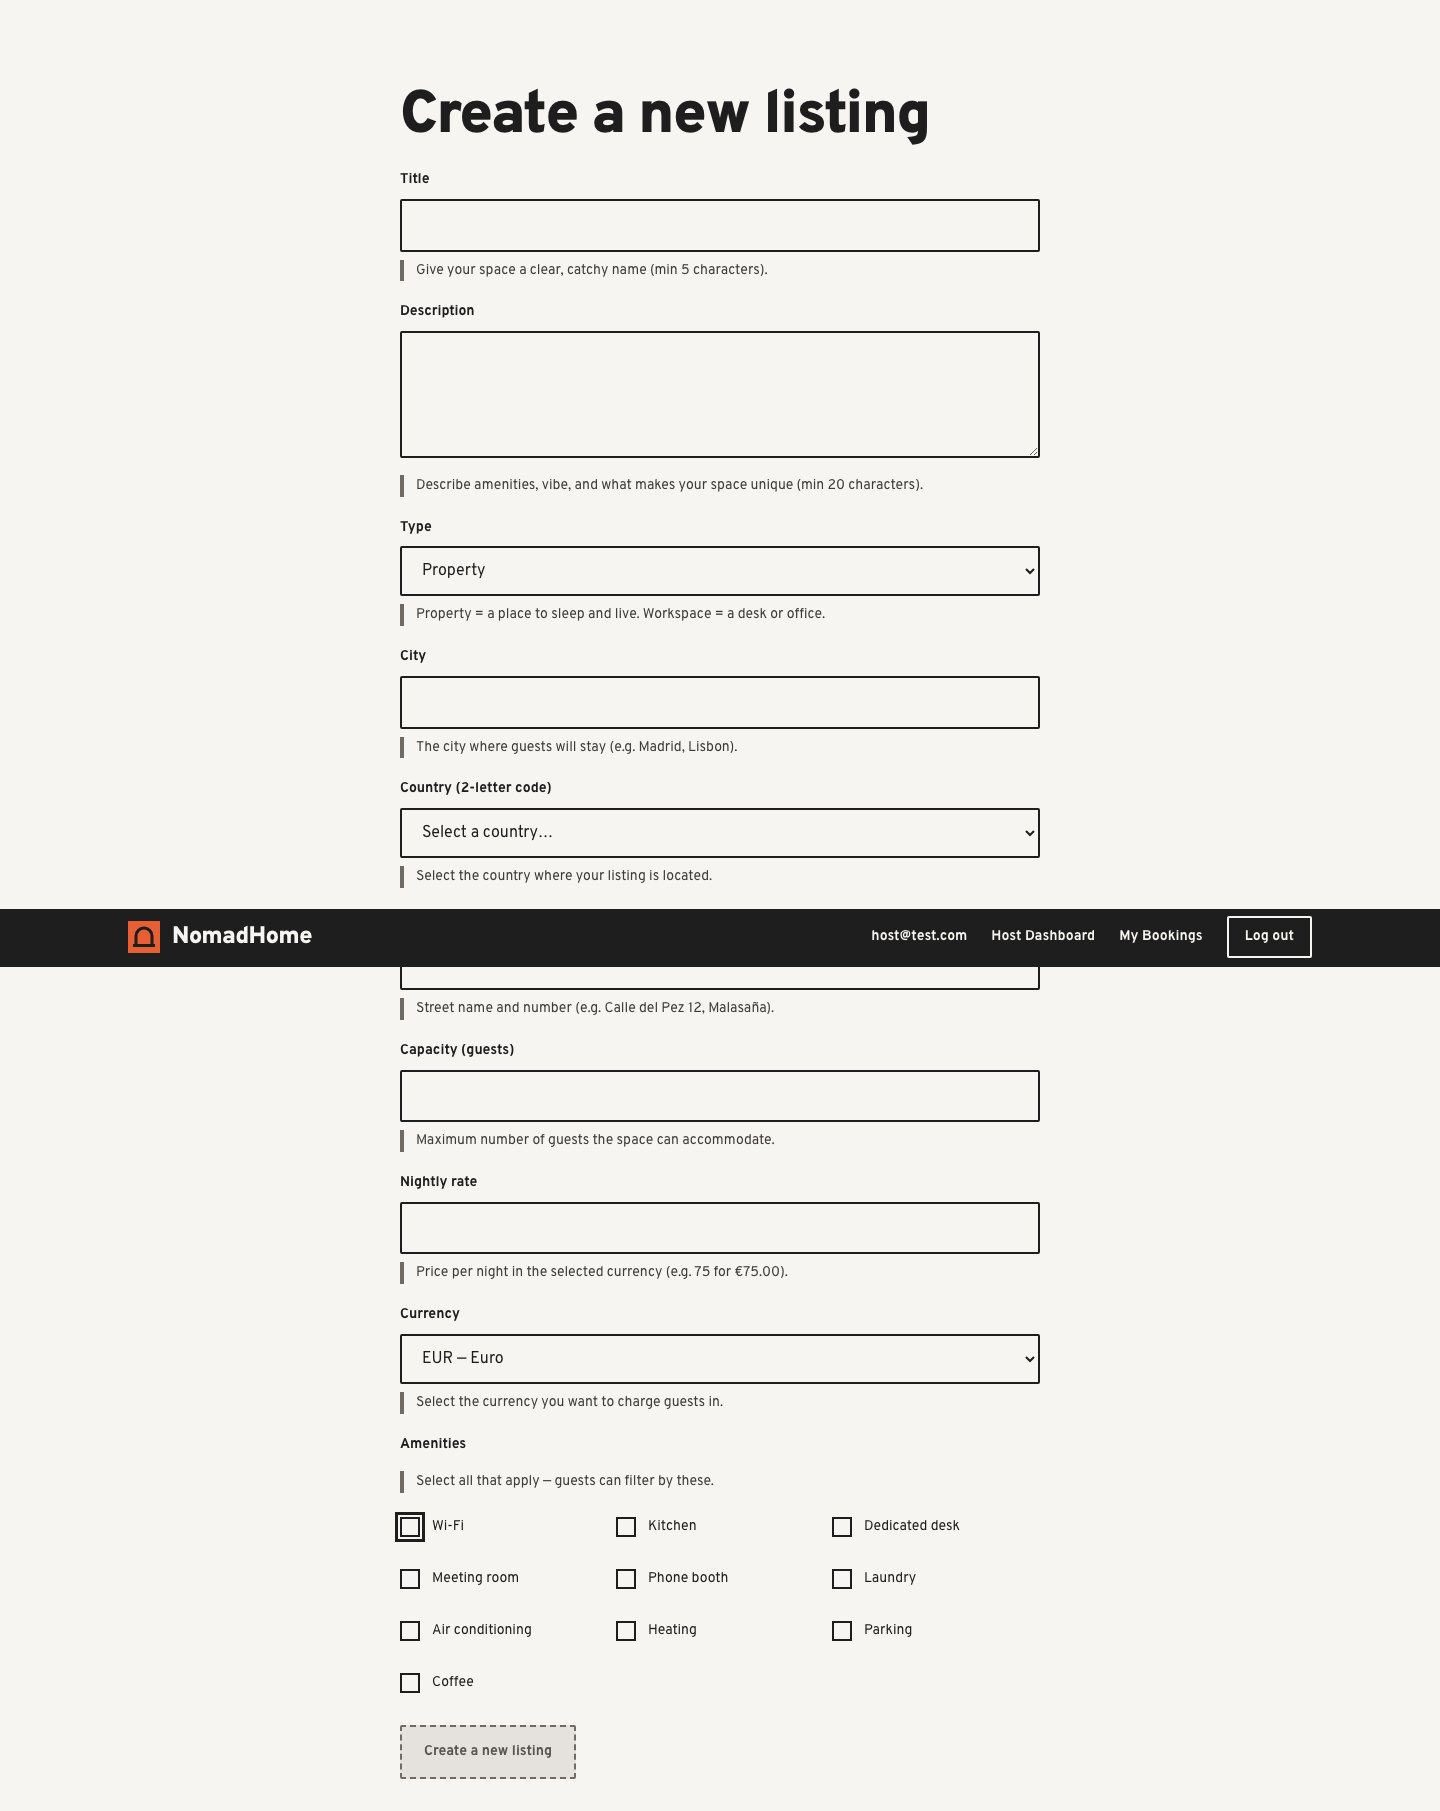 Create a new listing
Title
Give your space a clear, catchy name (min 5 characters).
Description
Describe amenities, vibe, and what makes your space unique (min 20 characters).
Type
Property
Property = a place to sleep and live. Workspace = a desk or office.
City
The city where guests will stay (e.g. Madrid, Lisbon).
Country (2-letter code)
Select a country...
Select the country where your listing is located.
NomadHome host@test.com Host Dashboard My Bookings Log out
Street name and number (e.g. Calle del Pez 12, Malasaña).
Capacity (guests)
Maximum number of guests the space can accommodate.
Nightly rate
Price per night in the selected currency (e.g. 75 for €75.00).
Currency
EUR — Euro
Select the currency you want to charge guests in.
Amenities
Select all that apply — guests can filter by these.
Wi-Fi Kitchen Dedicated desk
Meeting room Phone booth Laundry
Air conditioning Heating Parking
Coffee
Create a new listing